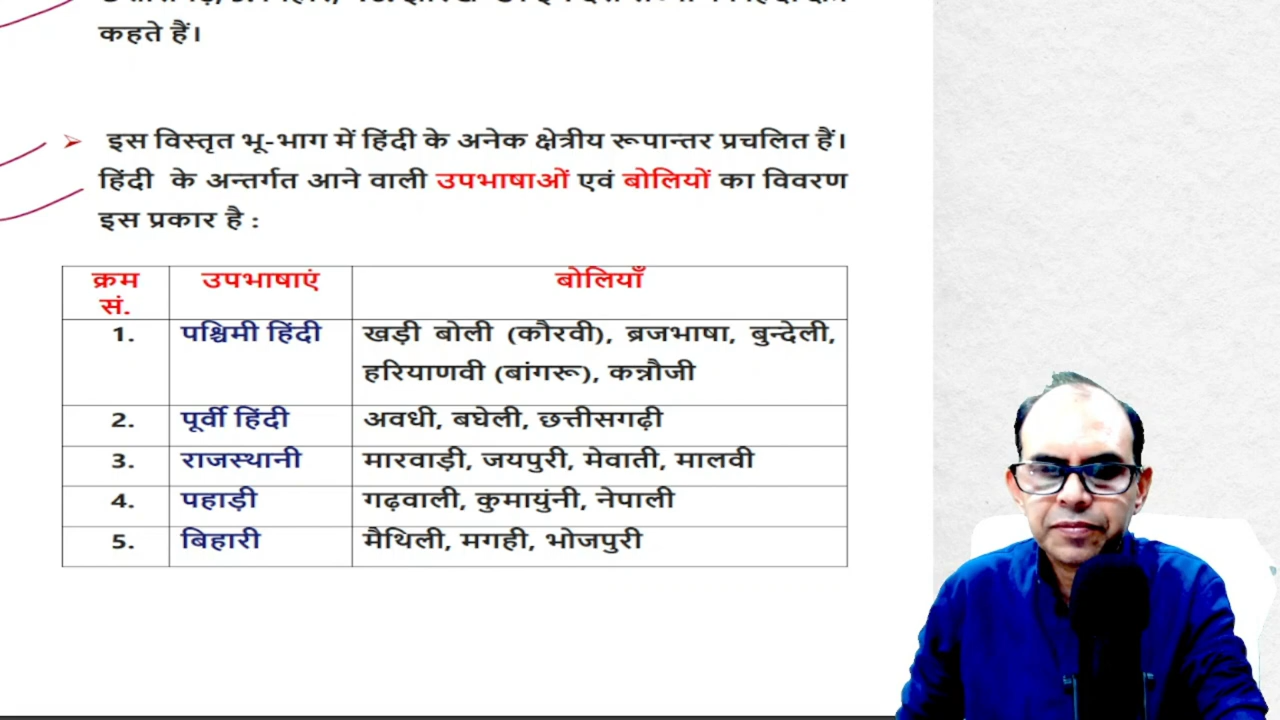 कहते हैं।
➢ इस विस्तृत भू-भाग में हिंदी के अनेक क्षेत्रीय रूपान्तर प्रचलित हैं।
हिंदी के अन्तर्गत आने वाली उपभाषाओं एवं बोलियों का विवरण
इस प्रकार है :
क्रम सं. उपभाषाएं बोलियाँ
1. पश्चिमी हिंदी खड़ी बोली (कौरवी), ब्रजभाषा, बुन्देली,
हरियाणवी (बांगरू), कन्नौजी
2. पूर्वी हिंदी अवधी, बघेली, छत्तीसगढ़ी
3. राजस्थानी मारवाड़ी, जयपुरी, मेवाती, मालवी
4. पहाड़ी गढ़वाली, कुमायुंनी, नेपाली
5. बिहारी मैथिली, मगही, भोजपुरी